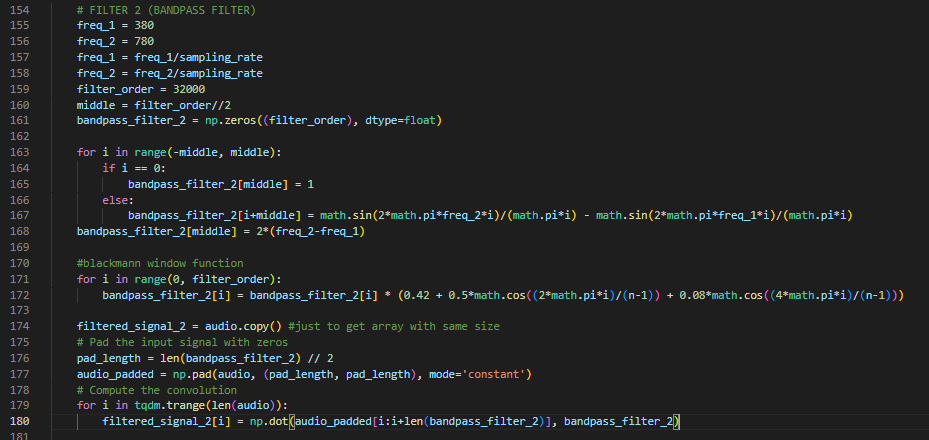 154 # FILTER 2 (BANDPASS FILTER)
155 freq_1 = 380
156 freq_2 = 780
157 freq_1 = freq_1/sampling_rate
158 freq_2 = freq_2/sampling_rate
159 filter_order = 32000
160 middle = filter_order//2
161 bandpass_filter_2 = np.zeros((filter_order), dtype=float)
162
163 for i in range(-middle, middle):
164     if i == 0:
165         bandpass_filter_2[middle] = 1
166     else:
167         bandpass_filter_2[i+middle] = math.sin(2*math.pi*freq_2*i)/(math.pi*i) - math.sin(2*math.pi*freq_1*i)/(math.pi*i)
168 bandpass_filter_2[middle] = 2*(freq_2-freq_1)
169
170 #blackmann window function
171 for i in range(0, filter_order):
172     bandpass_filter_2[i] = bandpass_filter_2[i] * (0.42 + 0.5*math.cos((2*math.pi*i)/(n-1)) + 0.08*math.cos((4*math.pi*i)/(n-1)))
173
174 filtered_signal_2 = audio.copy() #just to get array with same size
175 # Pad the input signal with zeros
176 pad_length = len(bandpass_filter_2) // 2
177 audio_padded = np.pad(audio, (pad_length, pad_length), mode='constant')
178 # Compute the convolution
179 for i in tqdm.trange(len(audio)):
180     filtered_signal_2[i] = np.dot(audio_padded[i:i+len(bandpass_filter_2)], bandpass_filter_2)
181